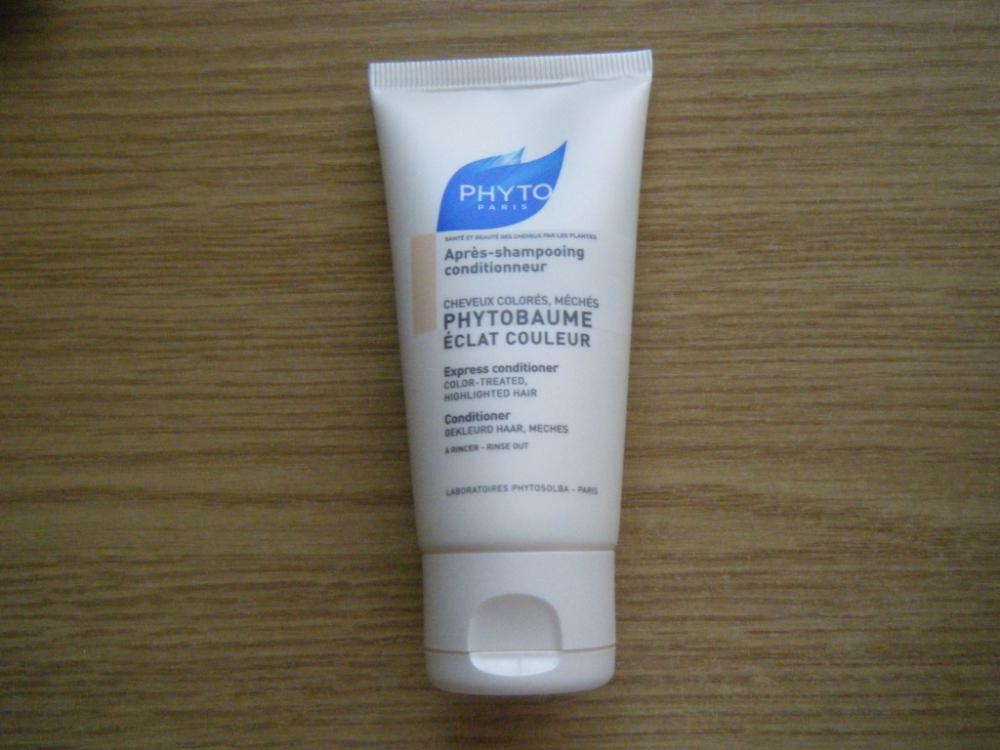 PHYTO
PARIS
SANTÉ ET BEAUTÉ DES CHEVEUX PAR LES PLANTES
Après-shampooing
conditionneur
CHEVEUX COLORÉS, MÉCHÉS
PHYTOBAUME
ÉCLAT COULEUR
Express conditioner
COLOR-TREATED,
HIGHLIGHTED HAIR
Conditioner
GEKLEURD HAAR, MECHES
A RINCER - RINSE OUT
LABORATOIRES PHYTOSOLBA - PARIS